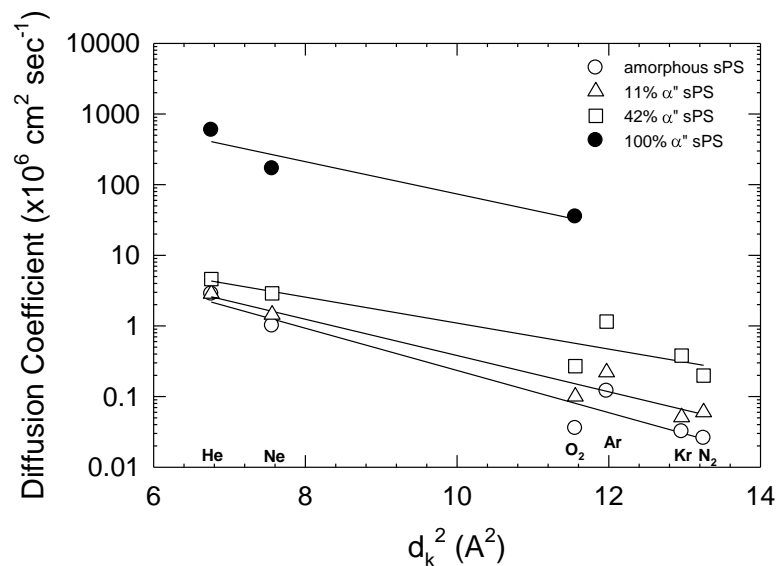 Diffusion Coefficient (x10⁶ cm² sec⁻¹)
10000
1000
100
10
1
0.1
0.01
amorphous sPS
11% α" sPS
42% α" sPS
100% α" sPS
He Ne O₂ Ar Kr N₂
6 8 10 12 14
dₖ² (A²)